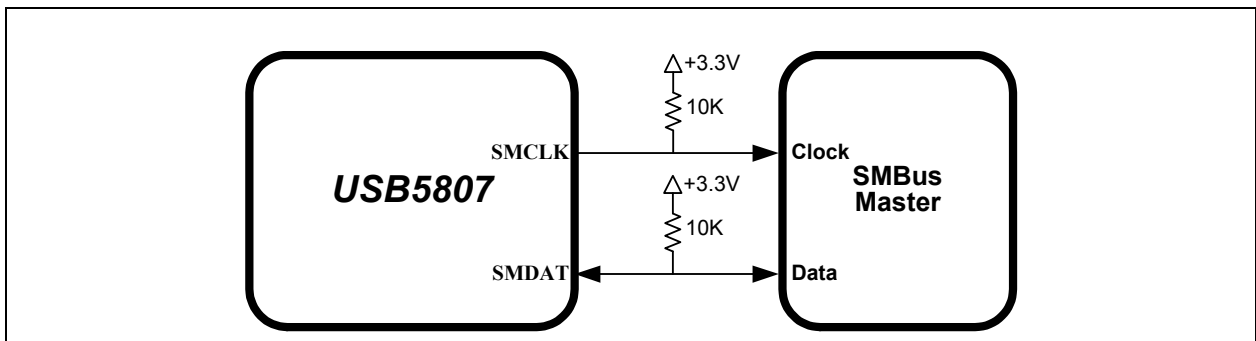 +3.3V
10K
SMCLK
Clock
USB5807
SMBus
Master
+3.3V
10K
SMDAT
Data